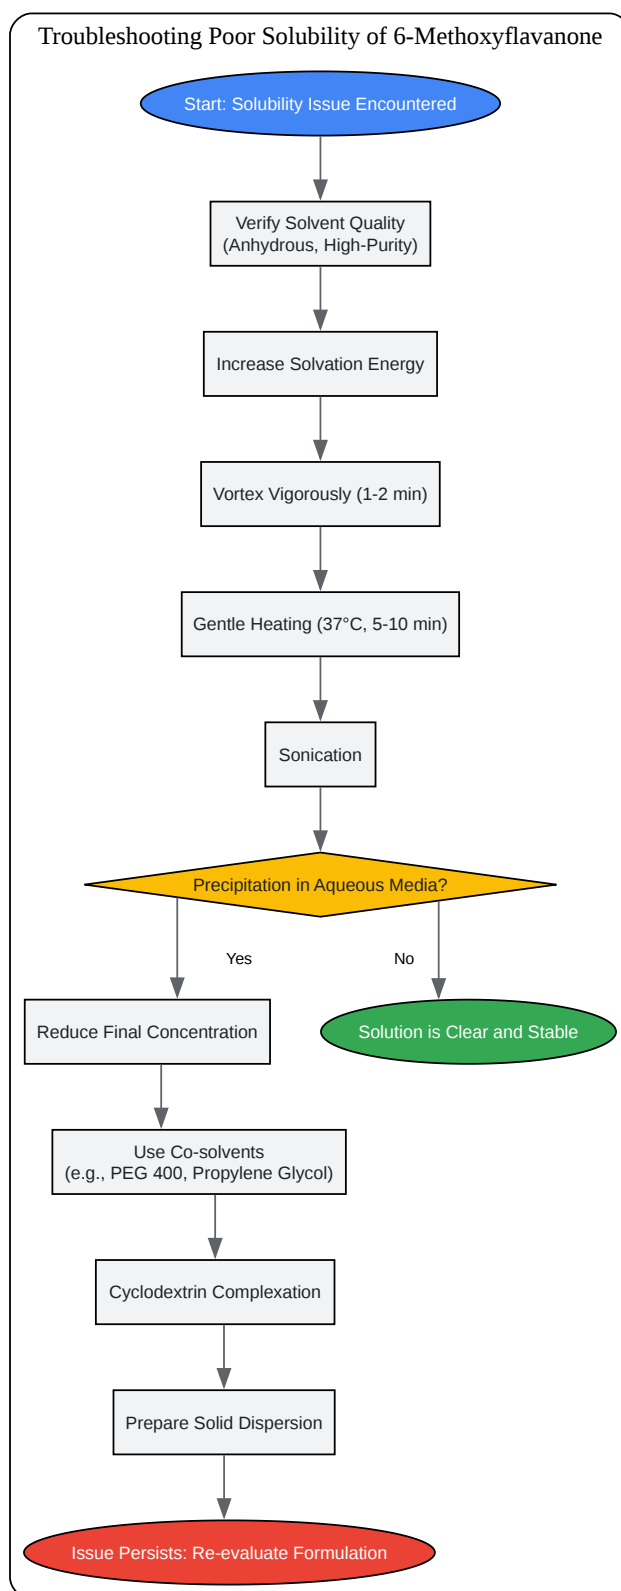 Troubleshooting Poor Solubility of 6-Methoxyflavanone
Start: Solubility Issue Encountered
Verify Solvent Quality
(Anhydrous, High-Purity)
Increase Solvation Energy
Vortex Vigorously (1-2 min)
Gentle Heating (37°C, 5-10 min)
Sonication
Precipitation in Aqueous Media?
Yes
No
Reduce Final Concentration
Solution is Clear and Stable
Use Co-solvents
(e.g., PEG 400, Propylene Glycol)
Cyclodextrin Complexation
Prepare Solid Dispersion
Issue Persists: Re-evaluate Formulation